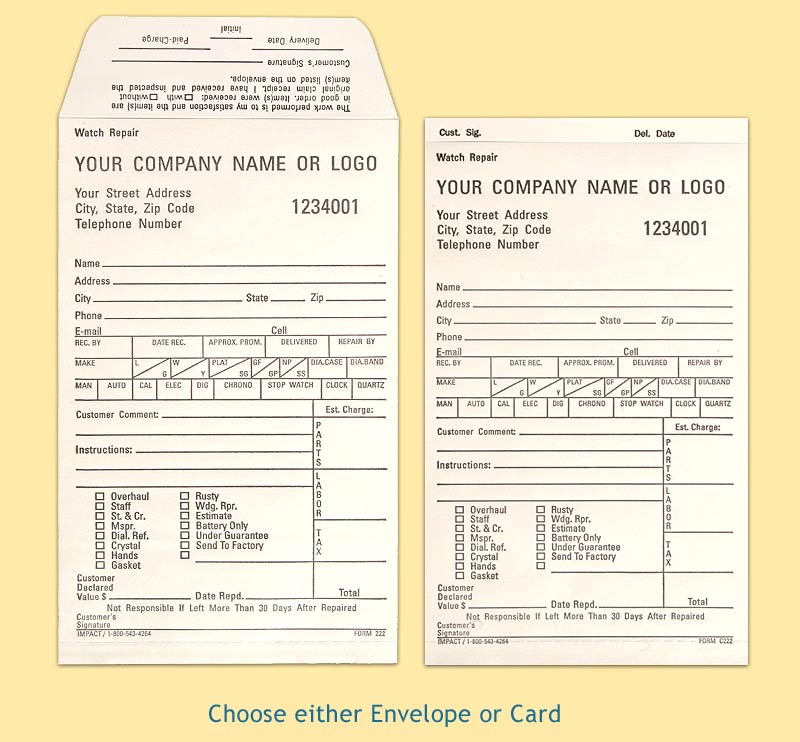 Paid-Charge Initial Delivery Date
Customer's Signature
The work performed is to my satisfaction and the item(s) are
in good order. Item(s) were received: with without
original claim receipt. I have received and inspected the
item(s) listed on the envelope.
Watch Repair
YOUR COMPANY NAME OR LOGO
Your Street Address
City, State, Zip Code
Telephone Number
1234001
Name
Address
City State Zip
Phone
E-mail Cell
REC. BY DATE REC. APPROX. PROM. DELIVERED REPAIR BY
MAKE L G W Y PLAT SG GF GP NP SS DIA.CASE DIA.BAND
MAN AUTO CAL ELEC DIG CHRONO STOP WATCH CLOCK QUARTZ
Customer Comment: Est. Charge:
Instructions:
PARTS
LABOR
TAX
Overhaul Rusty
Staff Wdg. Rpr.
St. & Cr. Estimate
Mspr. Battery Only
Dial. Ref. Under Guarantee
Crystal Send To Factory
Hands
Gasket
Customer
Declared
Value $ Date Repd. Total
Not Responsible If Left More Than 30 Days After Repaired
Customer's
Signature
IMPACT / 1-800-543-4264 FORM 222
Cust. Sig. Del. Date
Watch Repair
YOUR COMPANY NAME OR LOGO
Your Street Address
City, State, Zip Code
Telephone Number
1234001
Name
Address
City State Zip
Phone
E-mail Cell
REC. BY DATE REC. APPROX. PROM. DELIVERED REPAIR BY
MAKE L G W Y PLAT SG GF GP NP SS DIA.CASE DIA.BAND
MAN AUTO CAL ELEC DIG CHRONO STOP WATCH CLOCK QUARTZ
Customer Comment: Est. Charge:
Instructions:
PARTS
LABOR
TAX
Overhaul Rusty
Staff Wdg. Rpr.
St. & Cr. Estimate
Mspr. Battery Only
Dial. Ref. Under Guarantee
Crystal Send To Factory
Hands
Gasket
Customer
Declared
Value $ Date Repd. Total
Not Responsible If Left More Than 30 Days After Repaired
Customer's
Signature
IMPACT / 1-800-543-4264 FORM C222
Choose either Envelope or Card